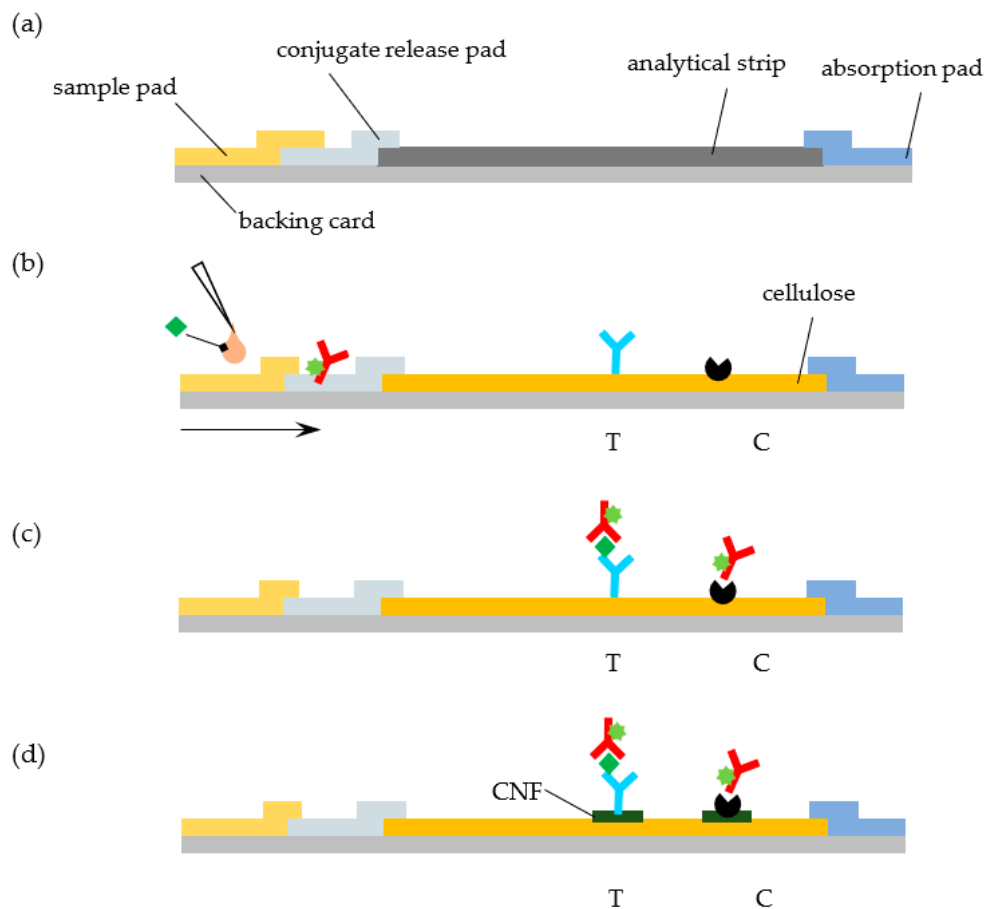 (a)
conjugate release pad
analytical strip
absorption pad
sample pad
backing card
(b)
cellulose
T C
(c)
T C
(d)
CNF
T C